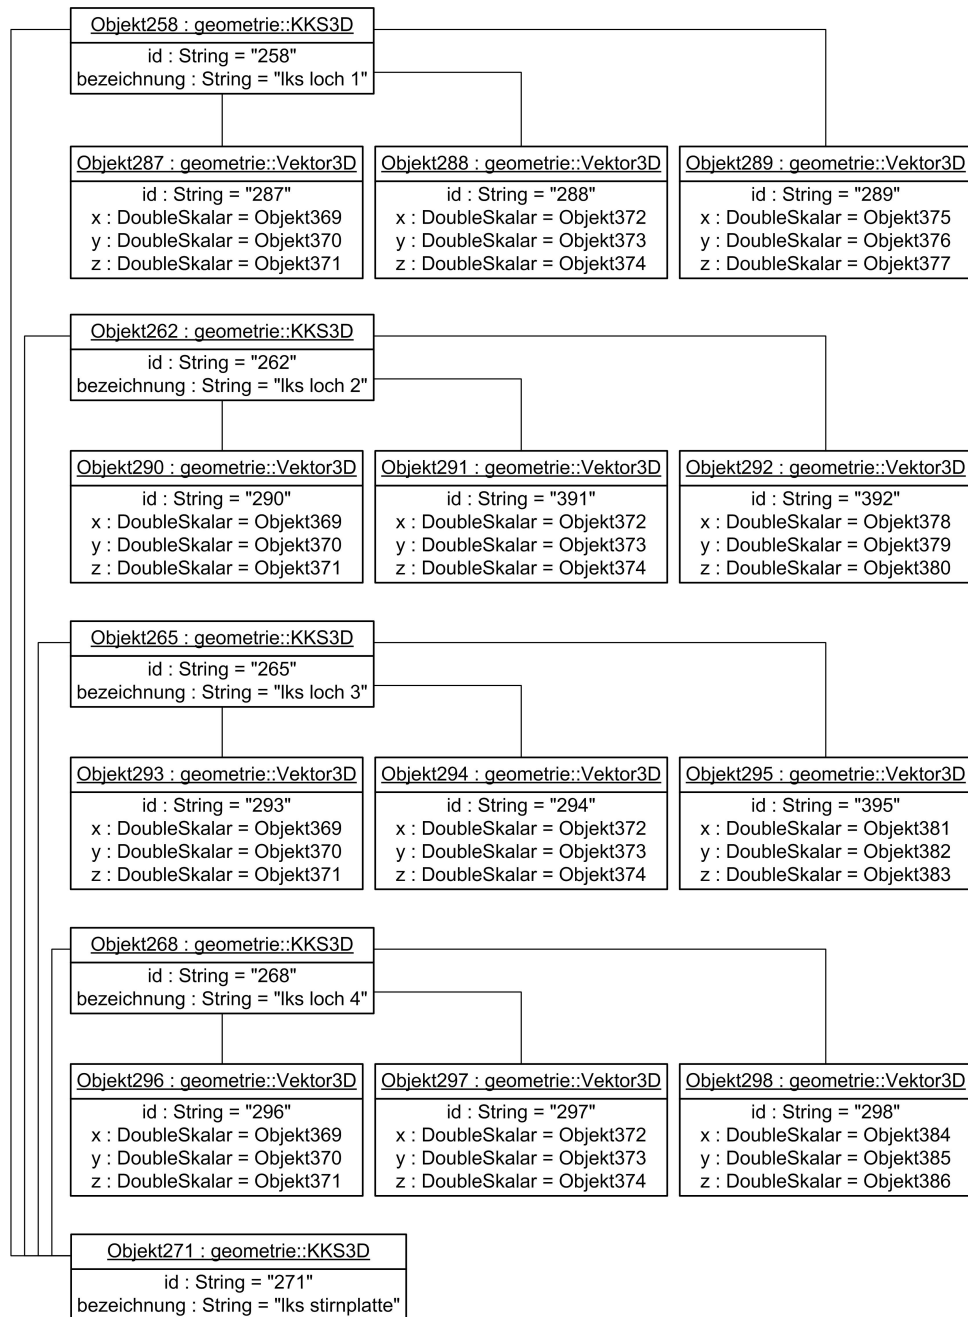 Objekt258 : geometrie::KKS3D
id : String = "258"
bezeichnung : String = "lks loch 1"
Objekt287 : geometrie::Vektor3D
id : String = "287"
x : DoubleSkalar = Objekt369
y : DoubleSkalar = Objekt370
z : DoubleSkalar = Objekt371
Objekt288 : geometrie::Vektor3D
id : String = "288"
x : DoubleSkalar = Objekt372
y : DoubleSkalar = Objekt373
z : DoubleSkalar = Objekt374
Objekt289 : geometrie::Vektor3D
id : String = "289"
x : DoubleSkalar = Objekt375
y : DoubleSkalar = Objekt376
z : DoubleSkalar = Objekt377
Objekt262 : geometrie::KKS3D
id : String = "262"
bezeichnung : String = "lks loch 2"
Objekt290 : geometrie::Vektor3D
id : String = "290"
x : DoubleSkalar = Objekt369
y : DoubleSkalar = Objekt370
z : DoubleSkalar = Objekt371
Objekt291 : geometrie::Vektor3D
id : String = "391"
x : DoubleSkalar = Objekt372
y : DoubleSkalar = Objekt373
z : DoubleSkalar = Objekt374
Objekt292 : geometrie::Vektor3D
id : String = "392"
x : DoubleSkalar = Objekt378
y : DoubleSkalar = Objekt379
z : DoubleSkalar = Objekt380
Objekt265 : geometrie::KKS3D
id : String = "265"
bezeichnung : String = "lks loch 3"
Objekt293 : geometrie::Vektor3D
id : String = "293"
x : DoubleSkalar = Objekt369
y : DoubleSkalar = Objekt370
z : DoubleSkalar = Objekt371
Objekt294 : geometrie::Vektor3D
id : String = "294"
x : DoubleSkalar = Objekt372
y : DoubleSkalar = Objekt373
z : DoubleSkalar = Objekt374
Objekt295 : geometrie::Vektor3D
id : String = "395"
x : DoubleSkalar = Objekt381
y : DoubleSkalar = Objekt382
z : DoubleSkalar = Objekt383
Objekt268 : geometrie::KKS3D
id : String = "268"
bezeichnung : String = "lks loch 4"
Objekt296 : geometrie::Vektor3D
id : String = "296"
x : DoubleSkalar = Objekt369
y : DoubleSkalar = Objekt370
z : DoubleSkalar = Objekt371
Objekt297 : geometrie::Vektor3D
id : String = "297"
x : DoubleSkalar = Objekt372
y : DoubleSkalar = Objekt373
z : DoubleSkalar = Objekt374
Objekt298 : geometrie::Vektor3D
id : String = "298"
x : DoubleSkalar = Objekt384
y : DoubleSkalar = Objekt385
z : DoubleSkalar = Objekt386
Objekt271 : geometrie::KKS3D
id : String = "271"
bezeichnung : String = "lks stirnplatte"